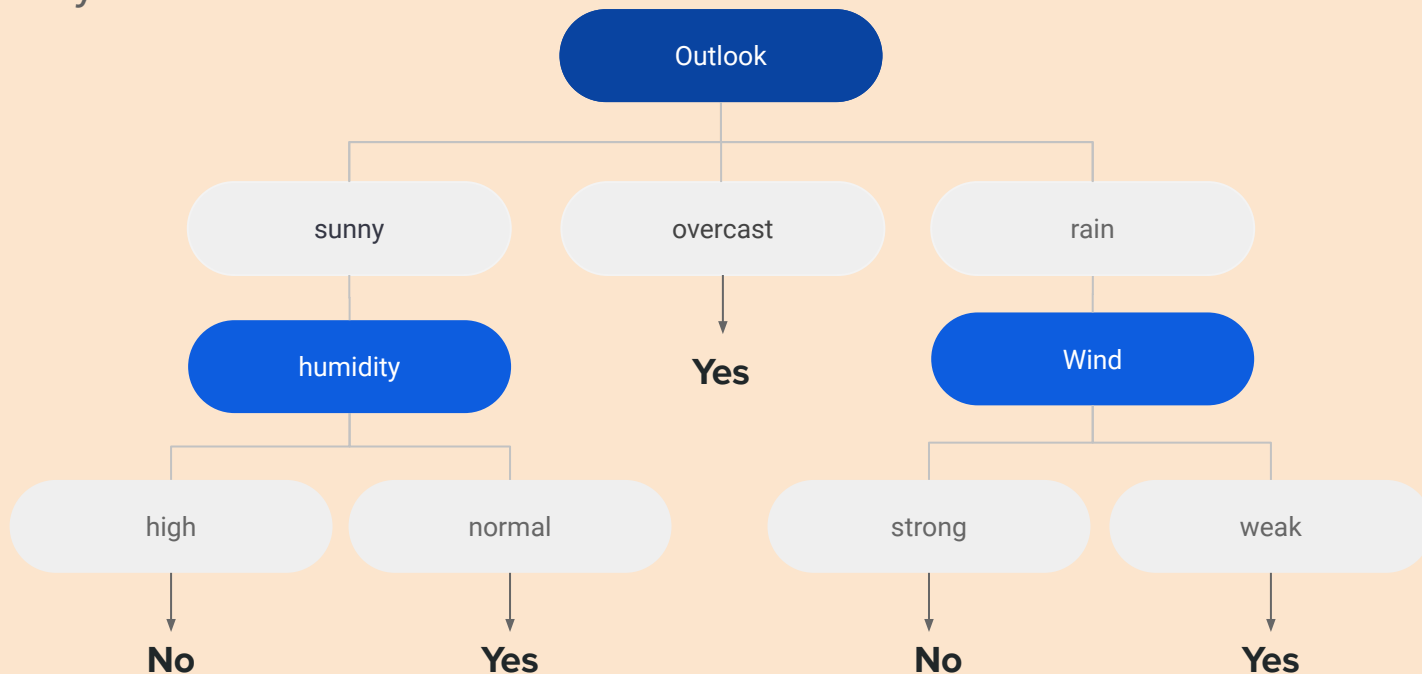 Outlook
sunny
overcast
rain
humidity
Yes
Wind
high
normal
strong
weak
No
Yes
No
Yes